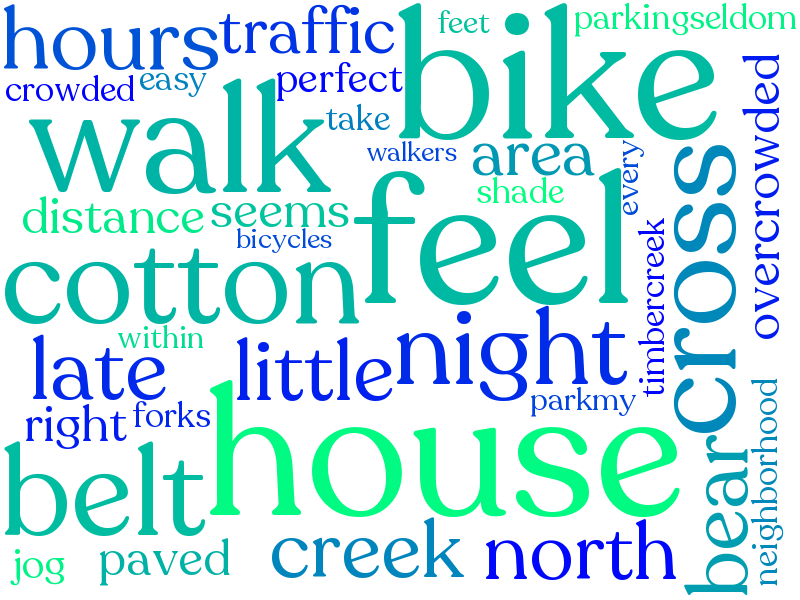 hours
traffic
feet
parkingseldom
bike
crowded
easy
perfect
walk
take
walkers
area
every
distance
seems
shade
bicycles
feel
cross
overcrowded
cotton
within
timbercreek
late
little
night
parkmy
right
forks
house
belt
bear
neighborhood
jog
paved
creek
north